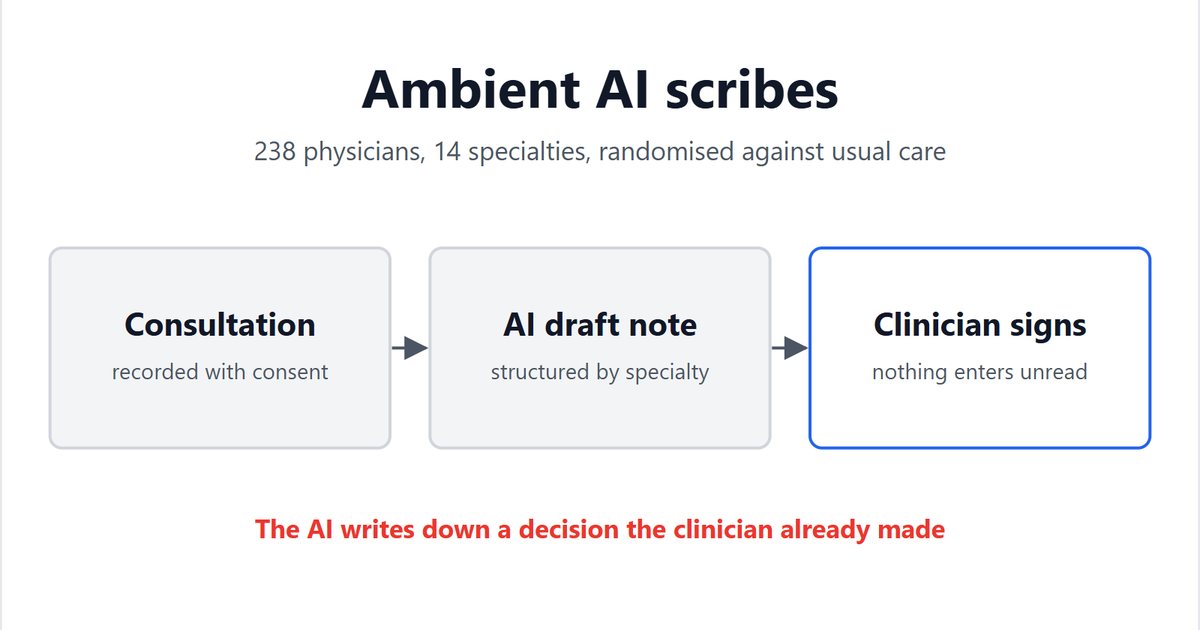 Ambient AI scribes
238 physicians, 14 specialties, randomised against usual care
Consultation
recorded with consent
AI draft note
structured by specialty
Clinician signs
nothing enters unread
The AI writes down a decision the clinician already made